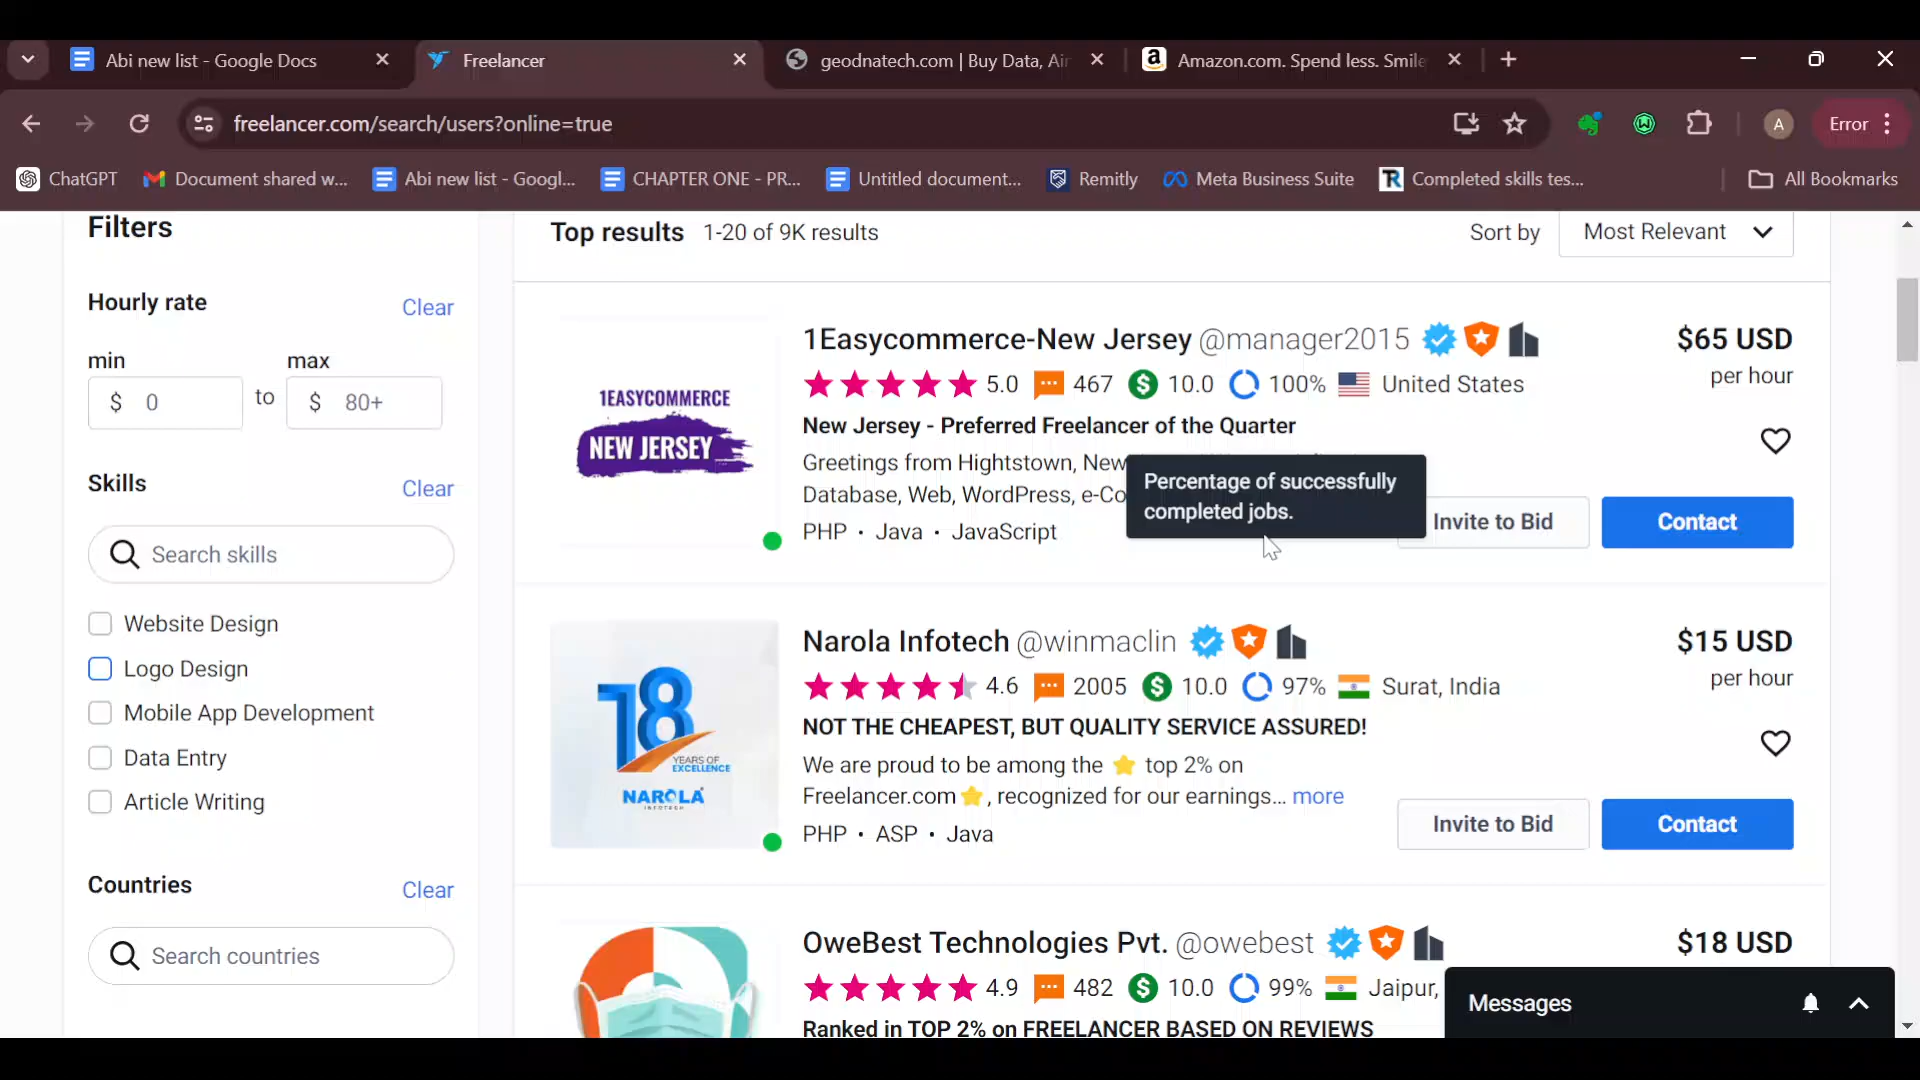 Abi new list - Google Docs
Freelancer
geodnatech.com | Buy Data, Air
Amazon.com. Spend less. Smile
freelancer.com/search/users?online=true
A
Error
ChatGPT
Document shared w...
Abi new list - Googl...
CHAPTER ONE - PR...
Untitled document...
Remitly
Meta Business Suite
Completed skills tes...
All Bookmarks
Filters
Hourly rate
Clear
min
max
$ 0
to
$ 80+
Skills
Clear
Search skills
Website Design
Logo Design
Mobile App Development
Data Entry
Article Writing
Countries
Clear
Search countries
Top results 1-20 of 9K results
Sort by
Most Relevant
1EASYCOMMERCE
NEW JERSEY
1Easycommerce-New Jersey @manager2015
5.0 467 $ 10.0 100% United States
New Jersey - Preferred Freelancer of the Quarter
Greetings from Hightstown, New
Database, Web, WordPress, e-Co
PHP • Java • JavaScript
Percentage of successfully
completed jobs.
$65 USD
per hour
Invite to Bid
Contact
18
YEARS OF
EXCELLENCE
NAROLA
INFOTECH
Narola Infotech @winmaclin
4.6 2005 $ 10.0 97% Surat, India
NOT THE CHEAPEST, BUT QUALITY SERVICE ASSURED!
We are proud to be among the ⭐ top 2% on
Freelancer.com⭐, recognized for our earnings... more
PHP • ASP • Java
$15 USD
per hour
Invite to Bid
Contact
OweBest Technologies Pvt. @owebest
4.9 482 $ 10.0 99% Jaipur,
Ranked in TOP 2% on FREELANCER BASED ON REVIEWS
$18 USD
Messages